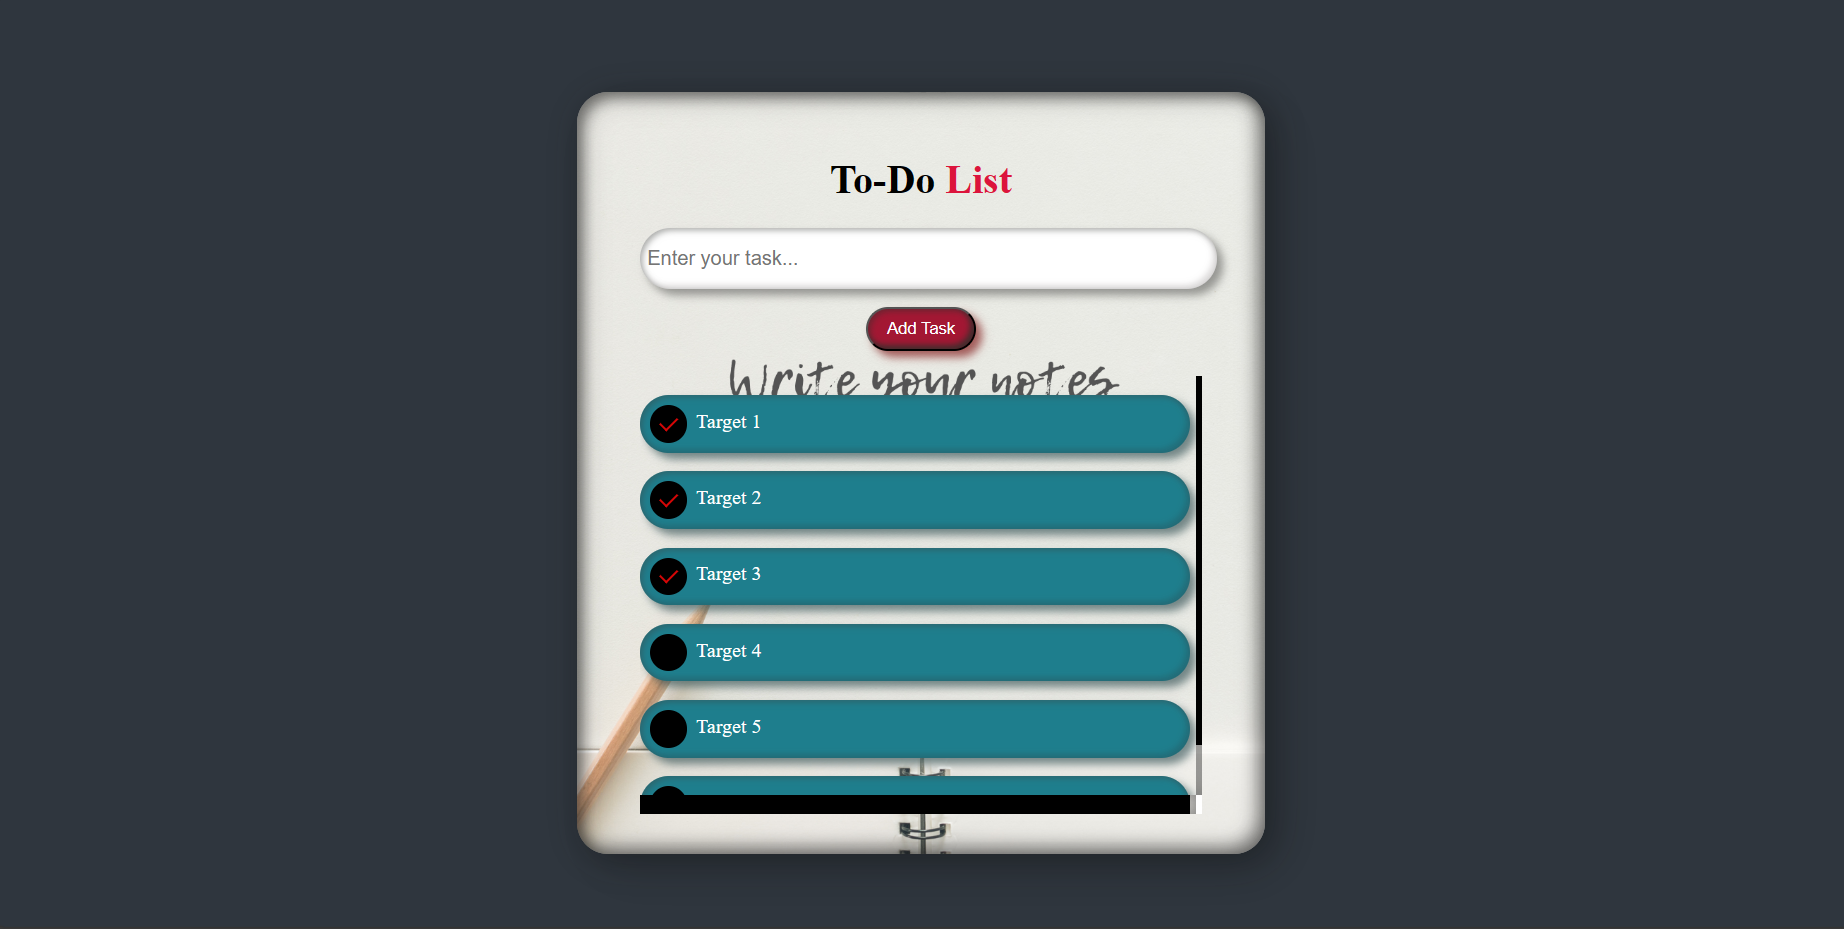 To-Do List
Enter your task...
Add Task
Write your notes
Target 1
Target 2
Target 3
Target 4
Target 5